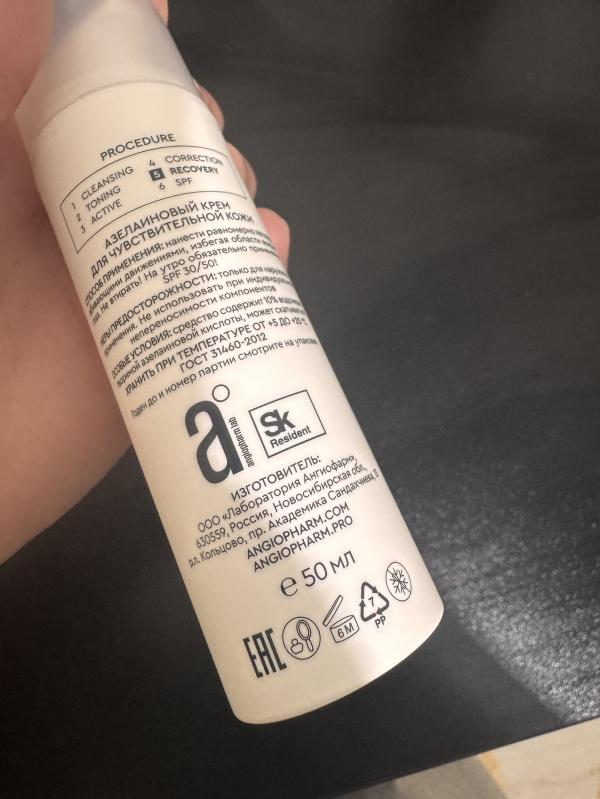 PROCEDURE
1 CLEANSING
2 TONING
3 ACTIVE
4 CORRECTION
5 RECOVERY
6 SPF
АЗЕЛАИНОВЫЙ КРЕМ
ДЛЯ ЧУВСТВИТЕЛЬНОЙ КОЖИ
СПОСОБ ПРИМЕНЕНИЯ: нанести равномерно
движениями, избегая области
Не втирать! На утро обязательно
SPF 30/50!
МЕРЫ ПРЕДОСТОРОЖНОСТИ: только для
применения. Не использовать при
непереносимости компонентов.
ОСОБЫЕ УСЛОВИЯ: средство содержит 10%
азелаиновой кислоты, может
ХРАНИТЬ ПРИ ТЕМПЕРАТУРЕ ОТ +5 ДО +25 °C
ГОСТ 31460-2012
Годен до и номер партии смотрите на упаковке
a
angiopharm lab
Sk
Resident
ИЗГОТОВИТЕЛЬ:
ООО «Лаборатория Ангиофарм»,
630559, Россия, Новосибирская обл.,
р.п. Кольцово, пр. Академика Сандахчиева,
ANGIOPHARM.COM
ANGIOPHARM.PRO
e 50 МЛ
EAC
6 M
7
PP